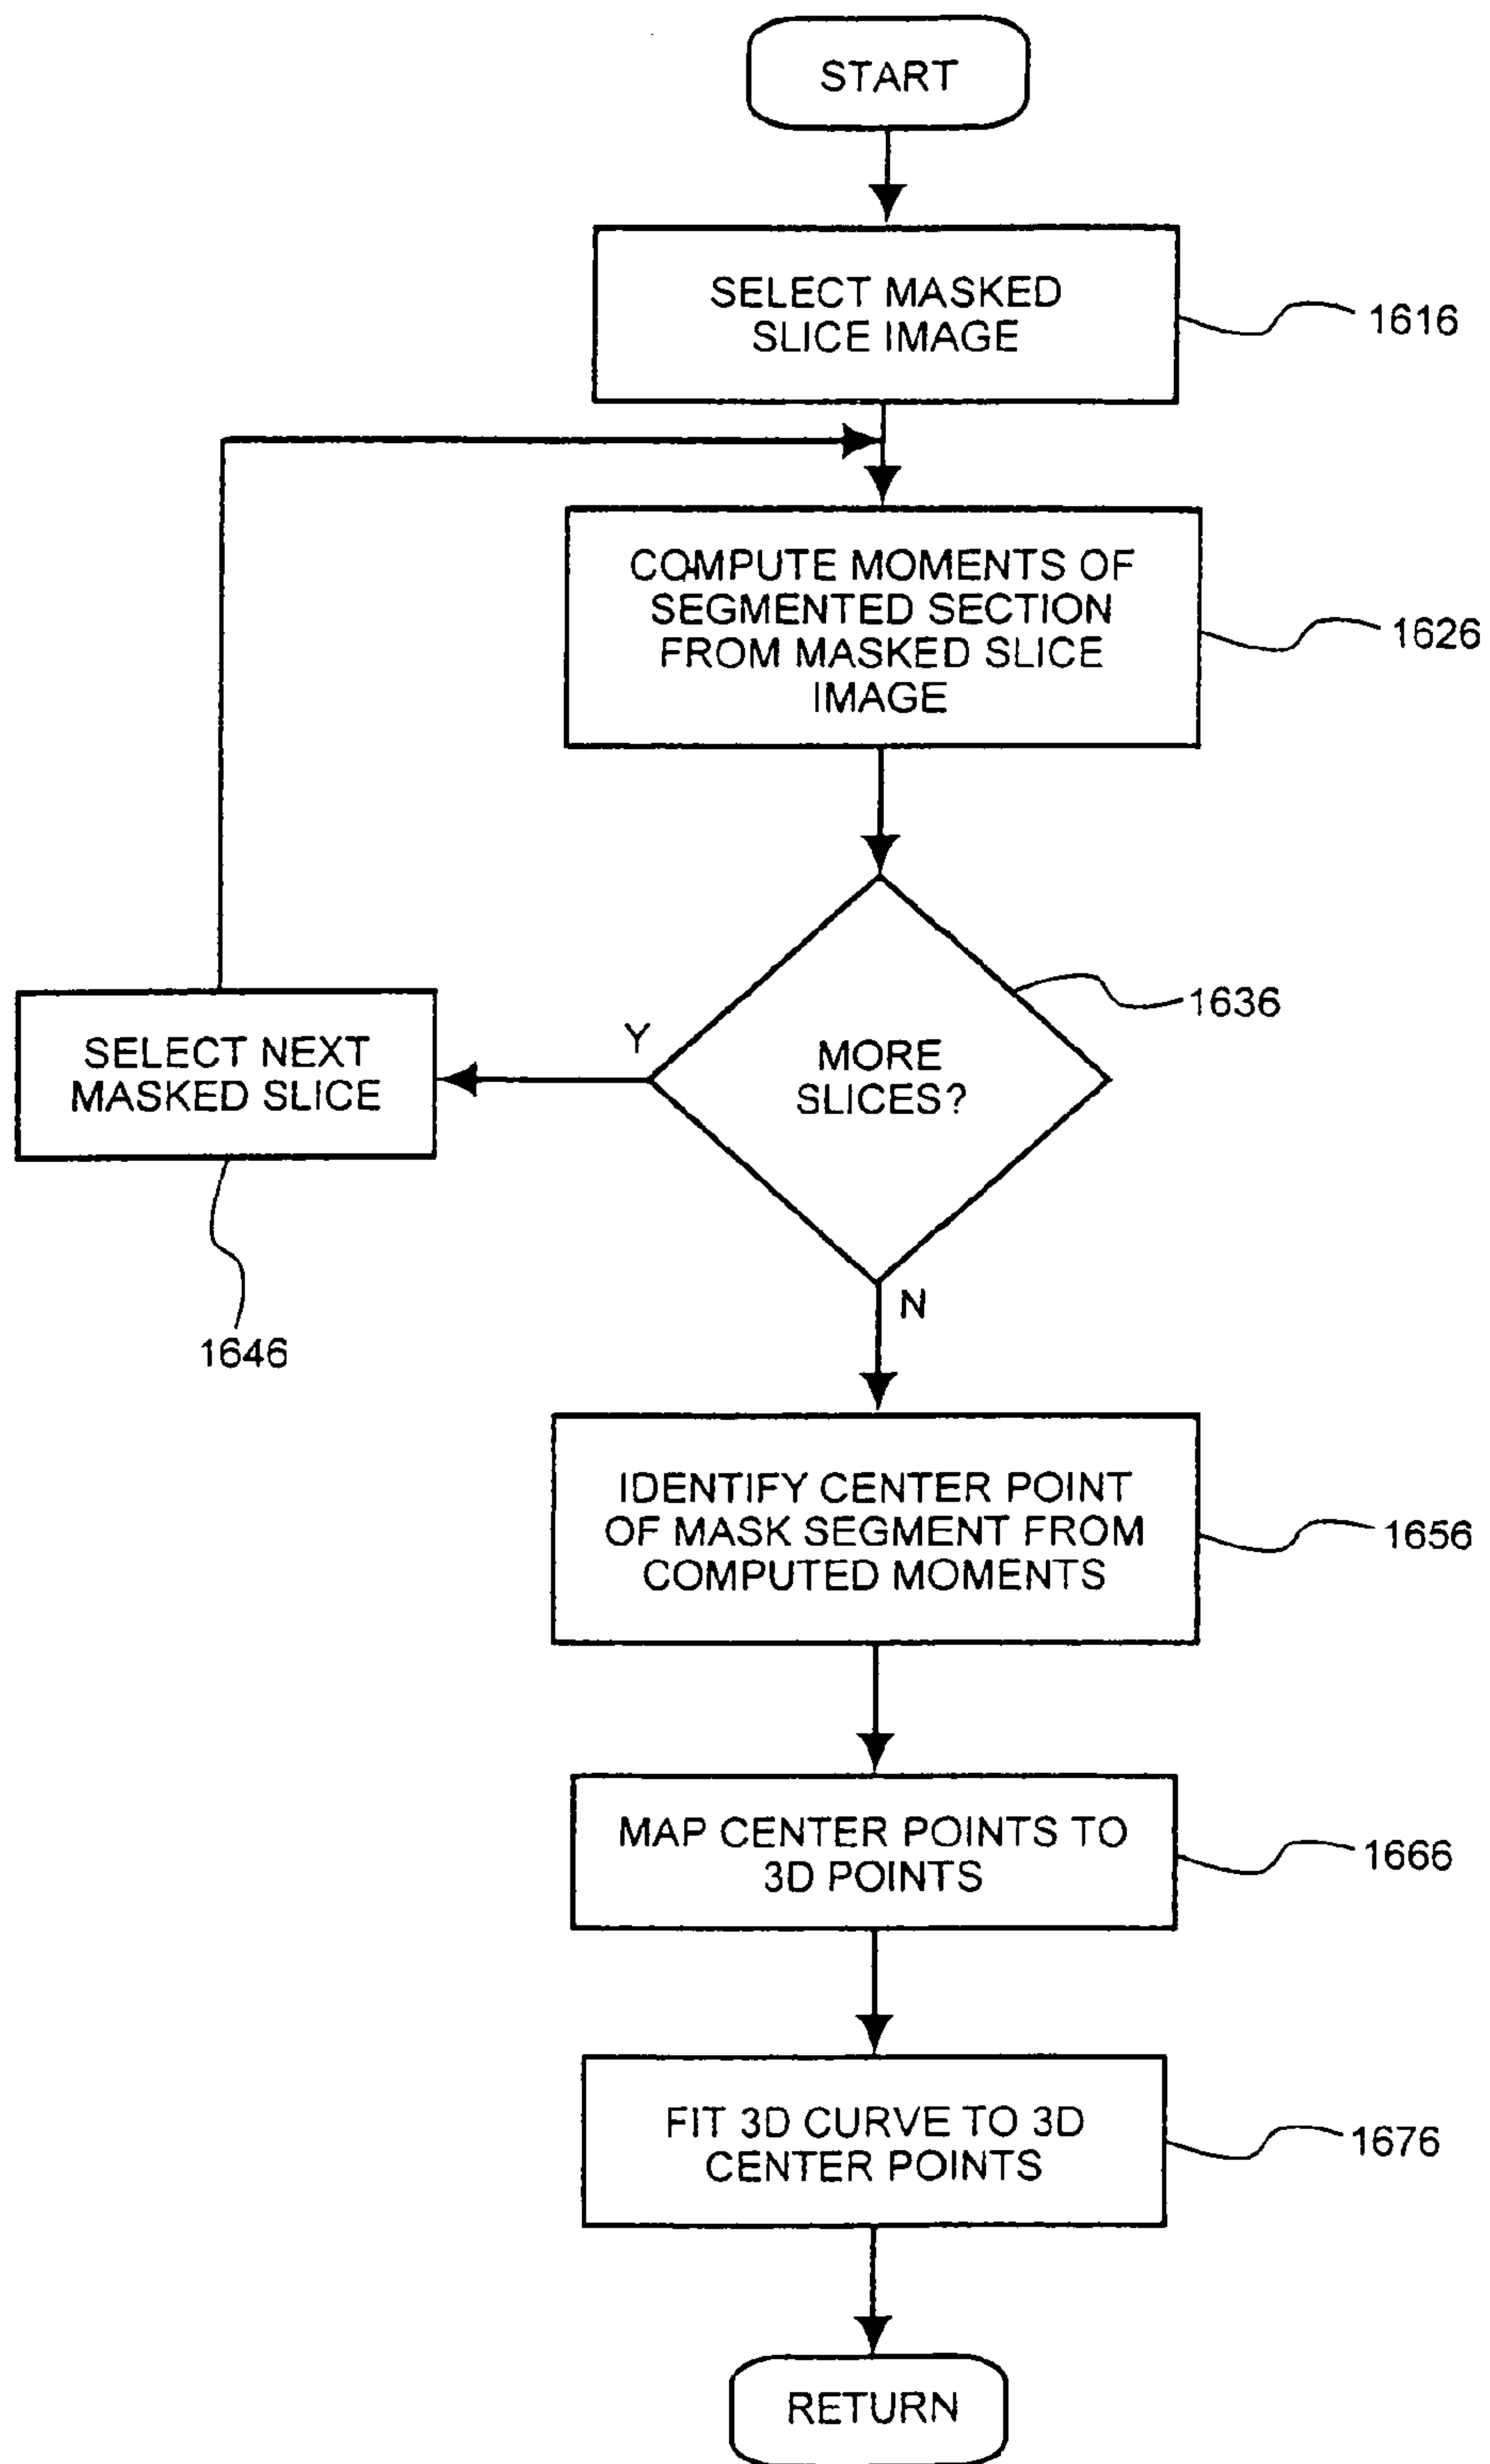 START
SELECT MASKED
SLICE IMAGE
1616
COMPUTE MOMENTS OF
SEGMENTED SECTION
FROM MASKED SLICE
IMAGE
1626
MORE
SLICES?
1636
Y
SELECT NEXT
MASKED SLICE
1646
N
IDENTIFY CENTER POINT
OF MASK SEGMENT FROM
COMPUTED MOMENTS
1656
MAP CENTER POINTS TO
3D POINTS
1666
FIT 3D CURVE TO 3D
CENTER POINTS
1676
RETURN